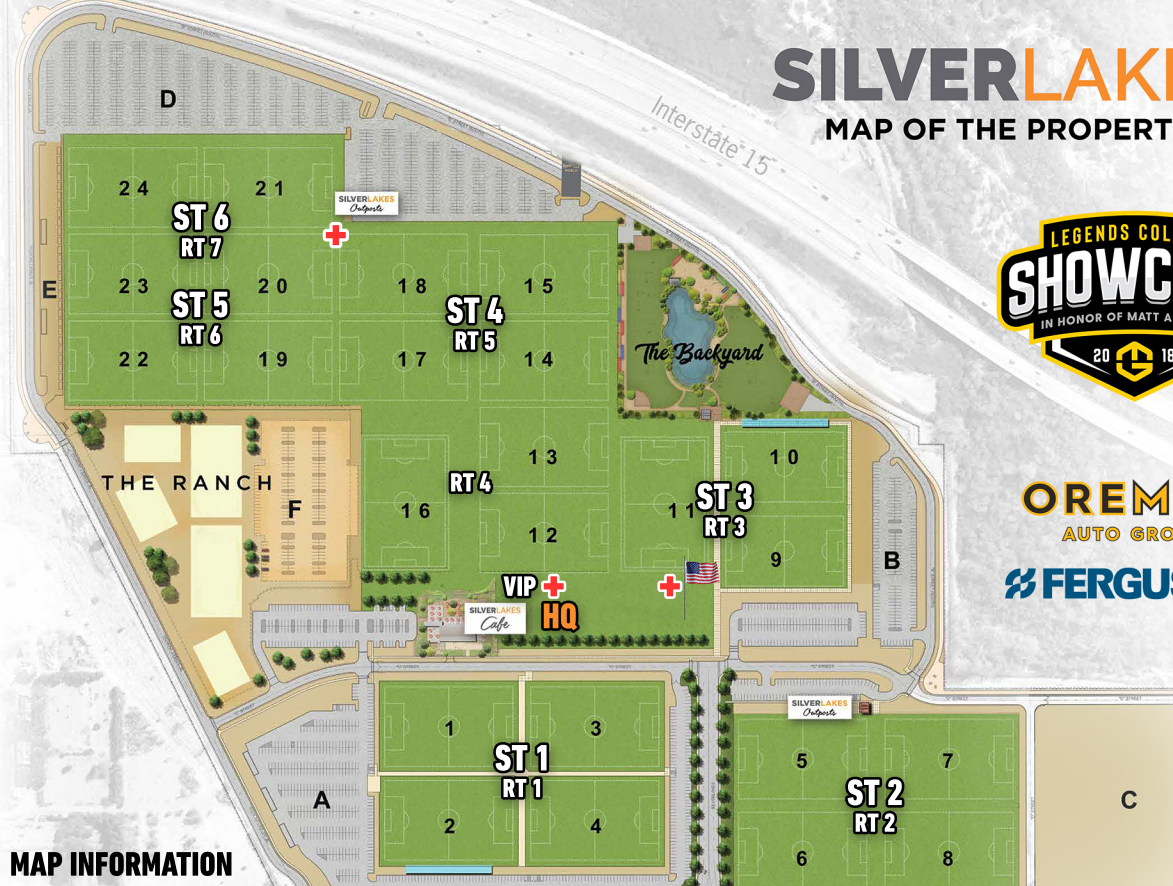 SILVERLAK
MAP OF THE PROPERT
Interstate 15
D
24
21
ST 6
RT 7
SILVERLAKES
Outposts
LEGENDS COL
SHOWC
IN HONOR OF MATT A
20
18
E
23
20
18
15
ST 5
RT 6
ST 4
RT 5
22
19
17
14
The Backyard
THE RANCH
F
16
RT 4
13
12
11
ST 3
RT 3
10
9
B
OREM
AUTO GRO
FERGUS
VIP
HQ
SILVERLAKES
Cafe
SILVERLAKES
Outposts
1
3
ST 1
RT 1
2
4
A
5
7
ST 2
RT 2
6
8
C
MAP INFORMATION